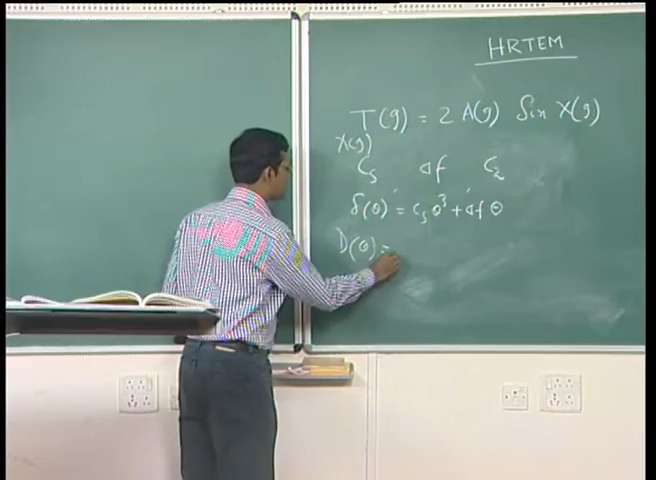 HRTEM
T(g) = 2 A(g) Sin X(g)
X(g)
Cs Δf C2
δ(θ) = Cs θ³ + Δf θ
D(θ) =